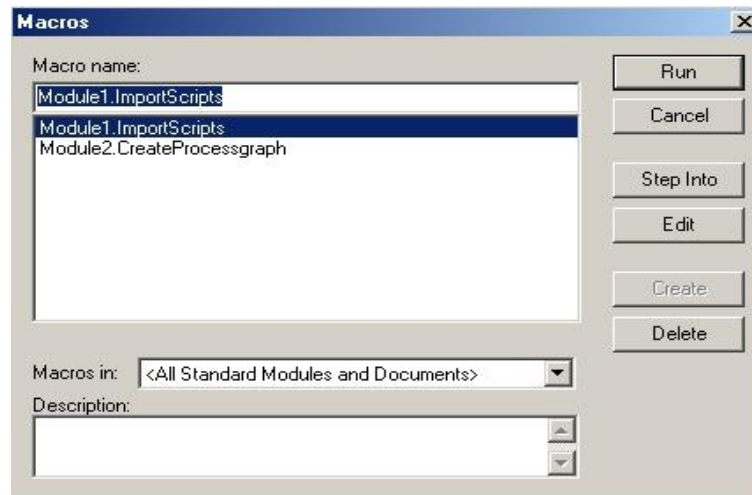 Macros
Macro name:
Module1.ImportScripts
Module1.ImportScripts
Module2.CreateProcessgraph
Run
Cancel
Step Into
Edit
Create
Delete
Macros in:
<All Standard Modules and Documents>
Description: